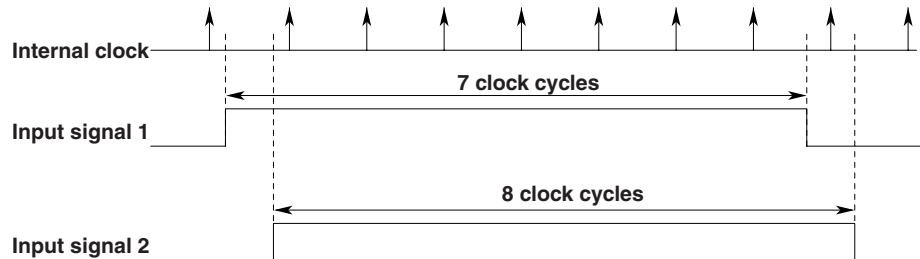 Internal clock
7 clock cycles
Input signal 1
8 clock cycles
Input signal 2